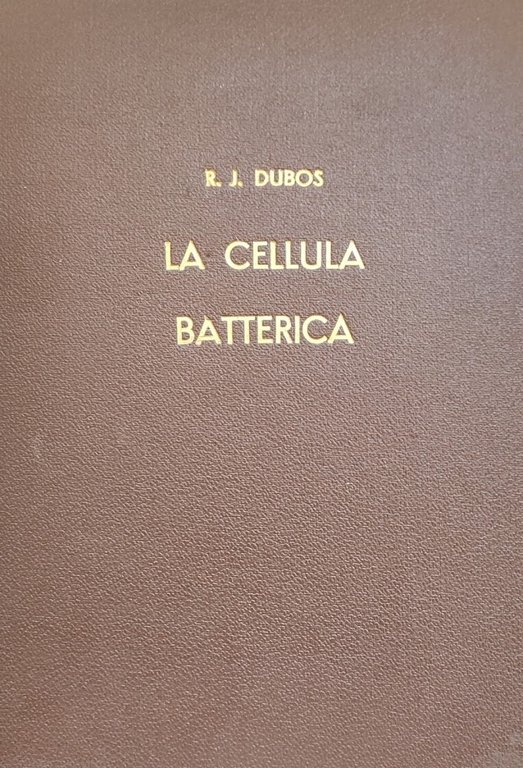 R. J. DUBOS
LA CELLULA
BATTERICA